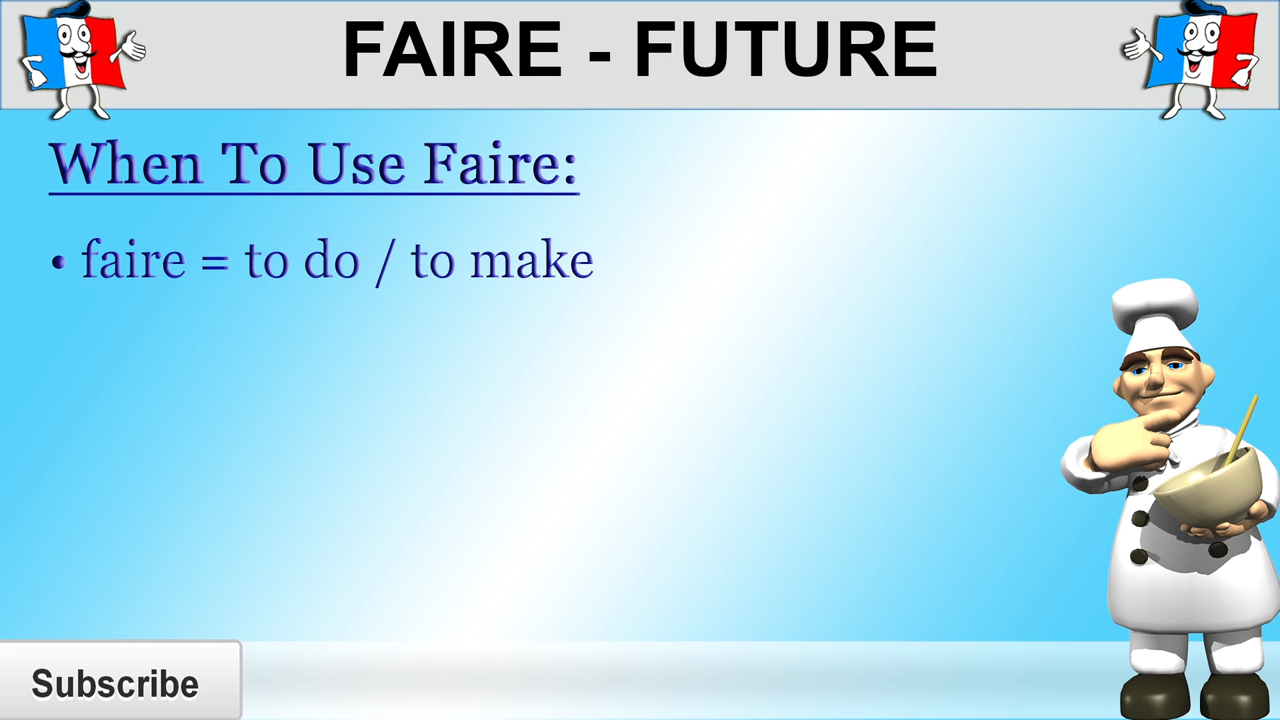 FAIRE - FUTURE
When To Use Faire:
• faire = to do / to make
Subscribe